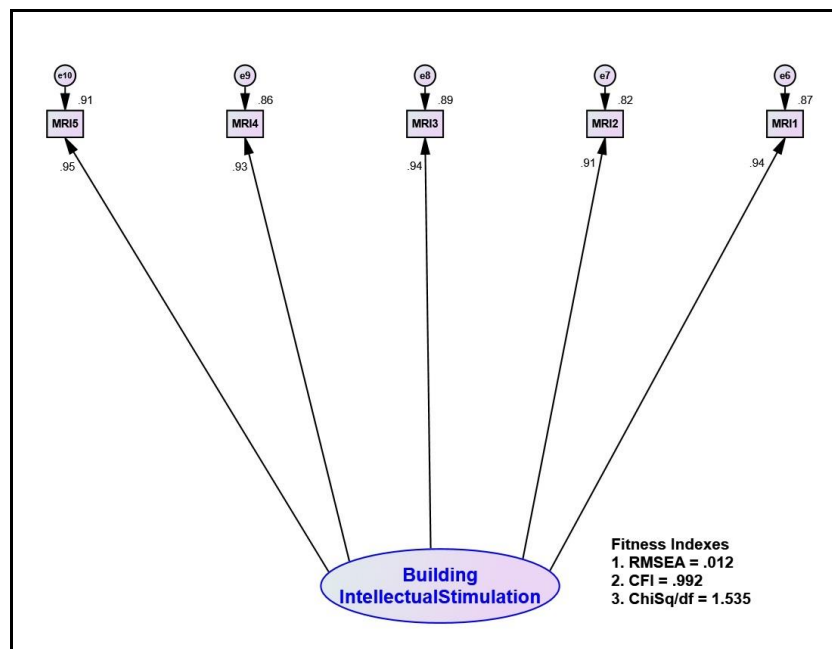 e10 e9 e8 e7 e6
.91 .86 .89 .82 .87
MRI5 MRI4 MRI3 MRI2 MRI1
.95 .93 .94 .91 .94
Fitness Indexes
1. RMSEA = .012
2. CFI = .992
3. ChiSq/df = 1.535
Building
IntellectualStimulation